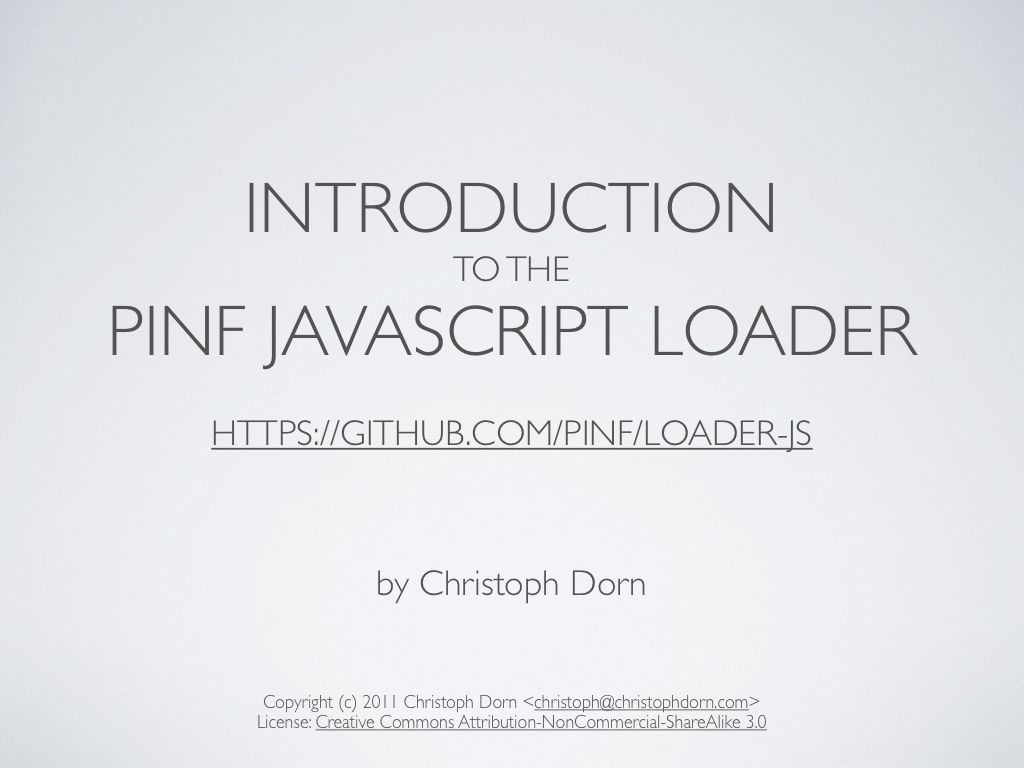 INTRODUCTION
TO THE
PINF JAVASCRIPT LOADER
HTTPS://GITHUB.COM/PINF/LOADER-JS
by Christoph Dorn
Copyright (c) 2011 Christoph Dorn <christoph@christophdorn.com>
License: Creative Commons Attribution-NonCommercial-ShareAlike 3.0